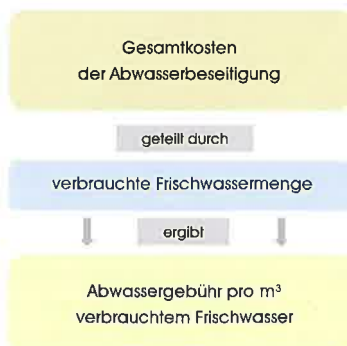 Gesamtkosten
der Abwasserbeseitigung
geteilt durch
verbrauchte Frischwassermenge
ergibt
Abwassergebühr pro m³
verbrauchtem Frischwasser